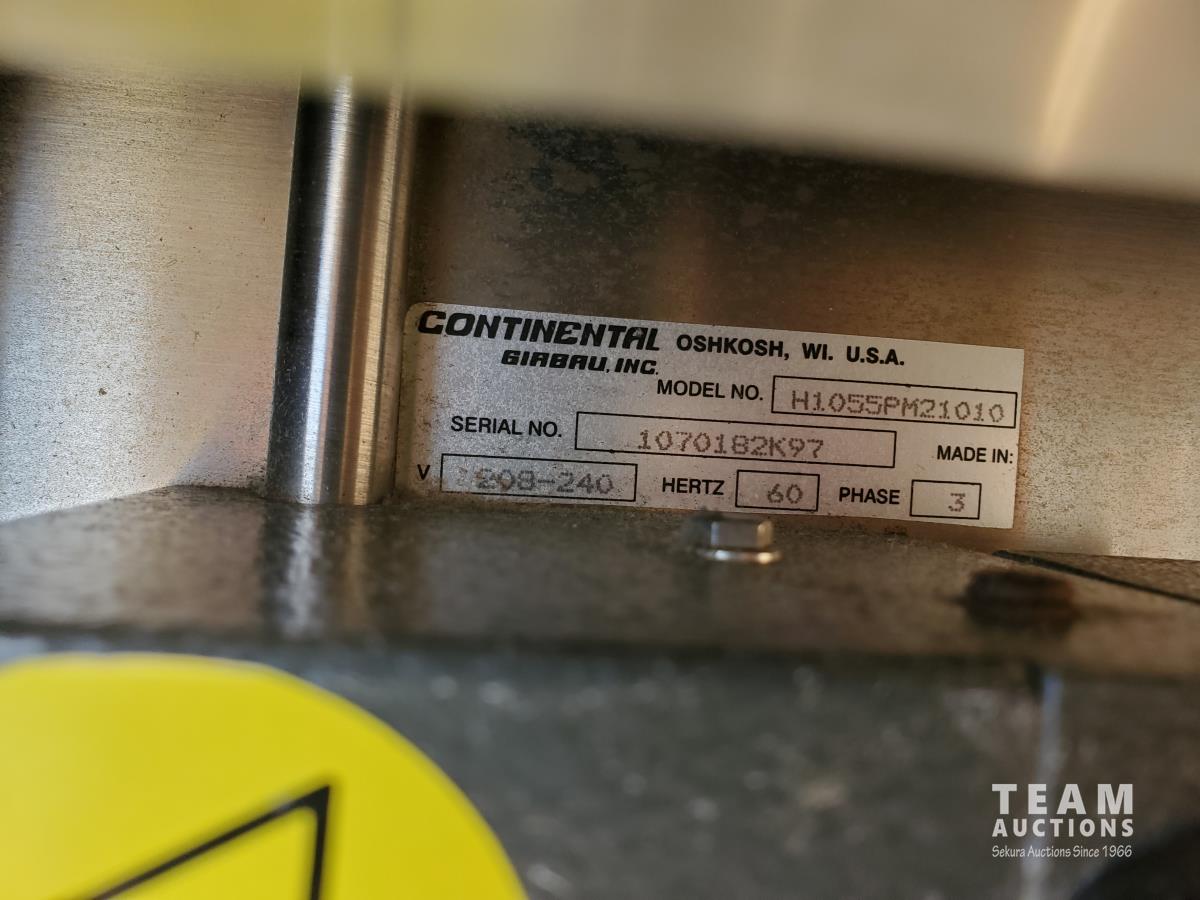 CONTINENTAL OSHKOSH, WI. U.S.A.
GIRBAU, INC.
MODEL NO. H1055PM21010
SERIAL NO. 1070182K97
MADE IN:
V 208-240 HERTZ 60 PHASE 3
TEAM
AUCTIONS
Sekura Auctions Since 1966